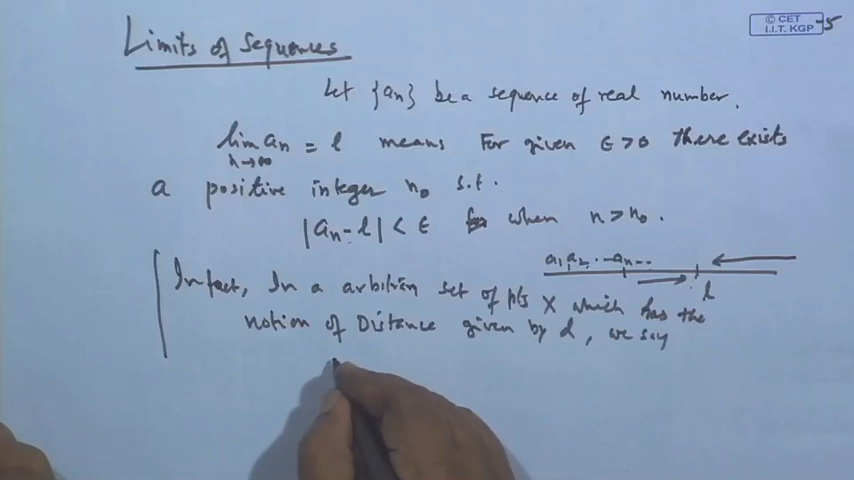 © CET
I.I.T. KGP
-5
Limits of Sequences
Let {an} be a sequence of real number.
lim an = l means For given ϵ > 0 there exists
n→∞
a positive integer n0 s.t.
|an - l| < ϵ when n > n0.
a1 a2 ... an ...
l
In fact, In a arbitrary set of pts X which has the
notion of Distance given by d, we say